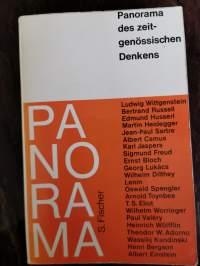 Panorama
des zeit-
genössischen
Denkens
PA
NO
RA
MA
S. Fischer
Ludwig Wittgenstein
Bertrand Russell
Edmund Husserl
Martin Heidegger
Jean-Paul Sartre
Albert Camus
Karl Jaspers
Sigmund Freud
Ernst Bloch
Georg Lukács
Wilhelm Dilthey
Lenin
Oswald Spengler
Arnold Toynbee
T. S. Eliot
Wilhelm Worringer
Paul Valéry
Heinrich Wölfflin
Theodor W. Adorno
Wassily Kandinski
Henri Bergson
Albert Einstein